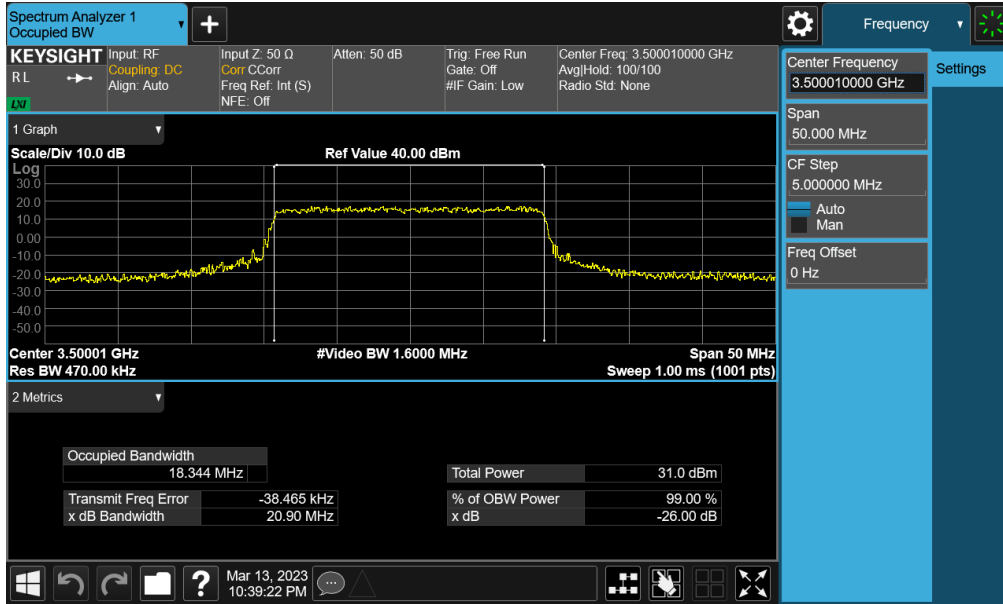 Spectrum Analyzer 1
Occupied BW
Frequency
KEYSIGHT
R L
LXI
Input: RF
Coupling: DC
Align: Auto
Input Z: 50 Ω
Corr CCorr
Freq Ref: Int (S)
NFE: Off
Atten: 50 dB
Trig: Free Run
Gate: Off
#IF Gain: Low
Center Freq: 3.500010000 GHz
Avg|Hold: 100/100
Radio Std: None
Center Frequency
3.500010000 GHz
Settings
Span
50.000 MHz
CF Step
5.000000 MHz
Auto
Man
Freq Offset
0 Hz
1 Graph
Scale/Div 10.0 dB
Ref Value 40.00 dBm
Log
30.0
20.0
10.0
0.00
-10.0
-20.0
-30.0
-40.0
-50.0
Center 3.50001 GHz
#Video BW 1.6000 MHz
Span 50 MHz
Res BW 470.00 kHz
Sweep 1.00 ms (1001 pts)
2 Metrics
Occupied Bandwidth
18.344 MHz
Total Power 31.0 dBm
Transmit Freq Error -38.465 kHz
% of OBW Power 99.00 %
x dB Bandwidth 20.90 MHz
x dB -26.00 dB
?
Mar 13, 2023
10:39:22 PM